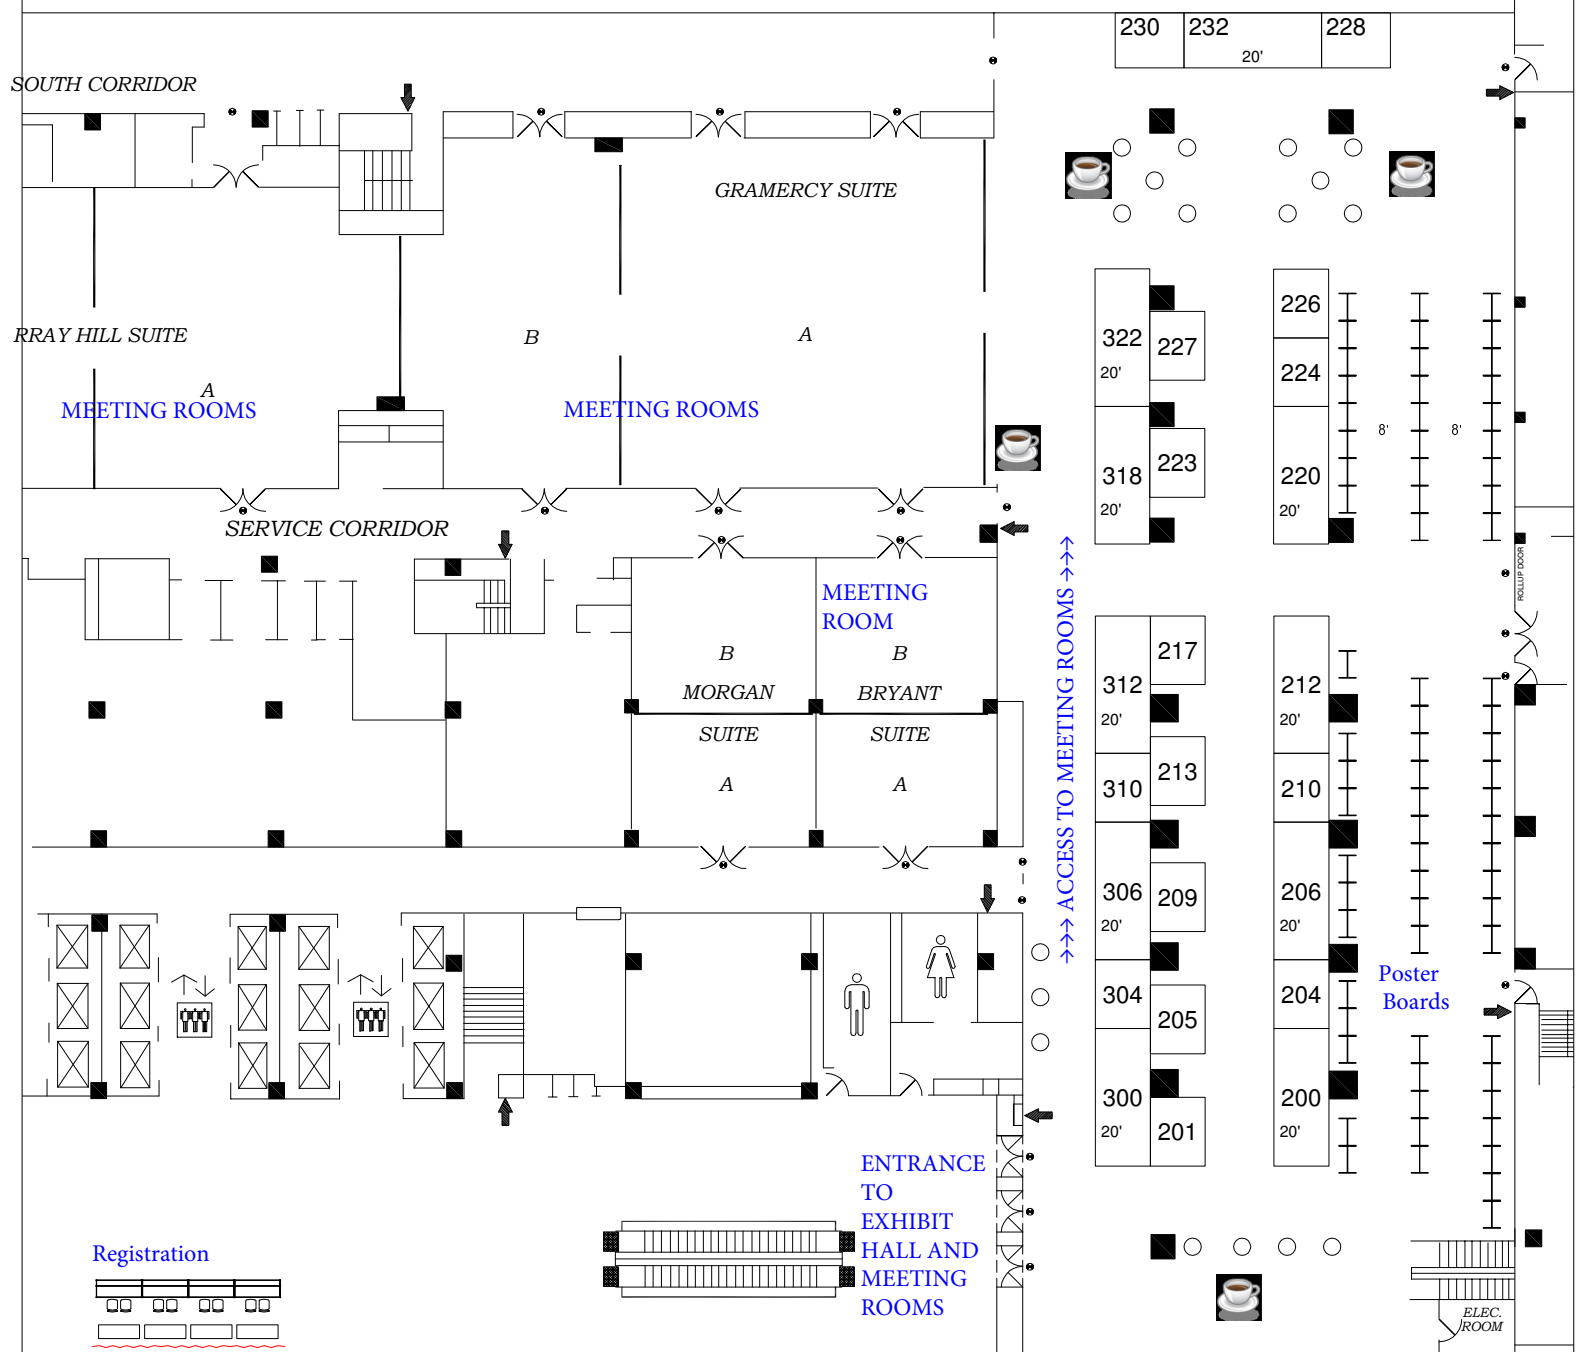 230
232
228
20'
SOUTH CORRIDOR
GRAMERCY SUITE
RRAY HILL SUITE
A
MEETING ROOMS
B
A
MEETING ROOMS
SERVICE CORRIDOR
322
20'
227
226
224
318
20'
223
220
20'
8'
8'
ROLLUP DOOR
MEETING
ROOM
B
MORGAN
SUITE
A
B
BRYANT
SUITE
A
→→→ ACCESS TO MEETING ROOMS →→→
312
20'
217
212
20'
310
213
210
306
20'
209
206
20'
304
205
204
300
20'
201
200
20'
Poster
Boards
ENTRANCE
TO
EXHIBIT
HALL AND
MEETING
ROOMS
Registration
ELEC.
ROOM